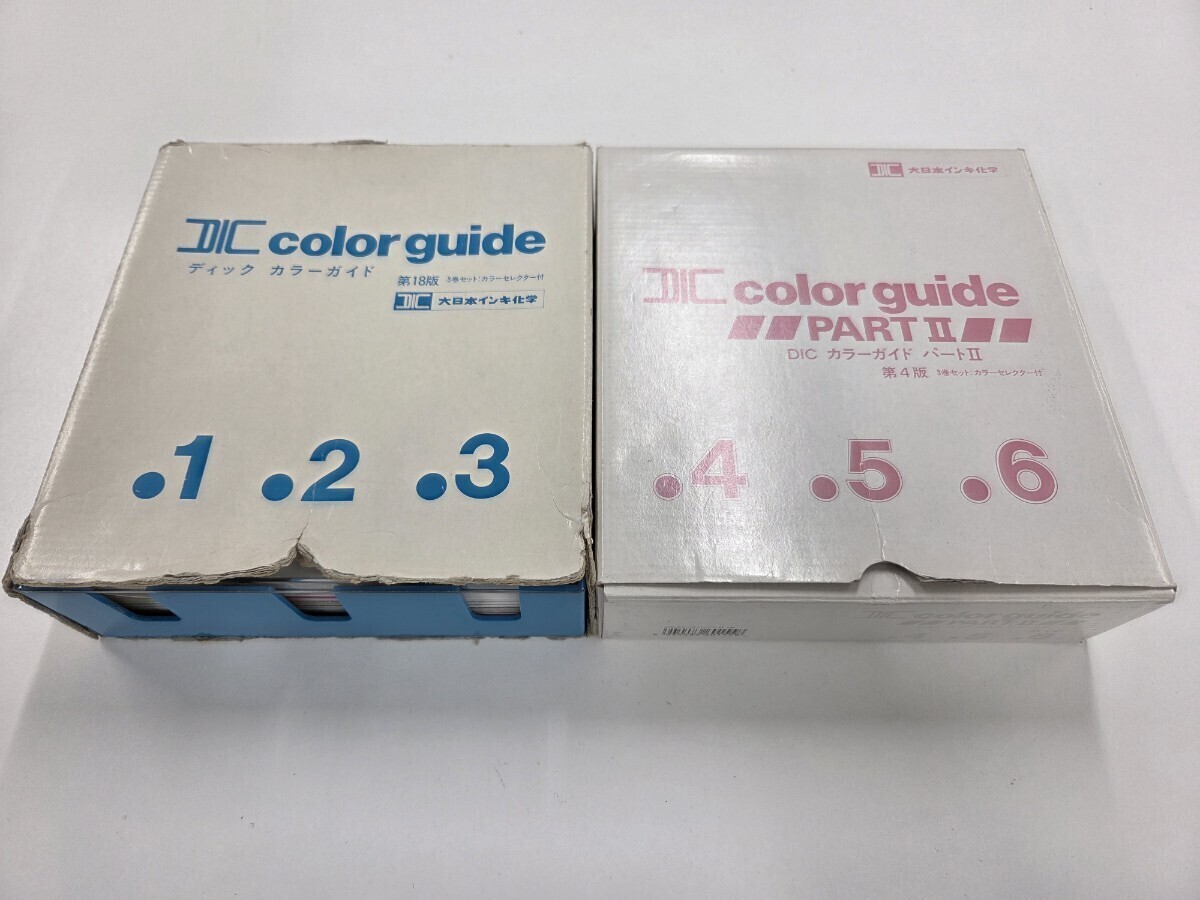 DIC color guide
ディック カラーガイド
第18版 3巻セット:カラーセレクター付
DIC 大日本インキ化学
.1 .2 .3
DIC 大日本インキ化学
DIC color guide
PART II
DIC カラーガイド パートII
第4版 3巻セット:カラーセレクター付
.4 .5 .6
DIC color guide